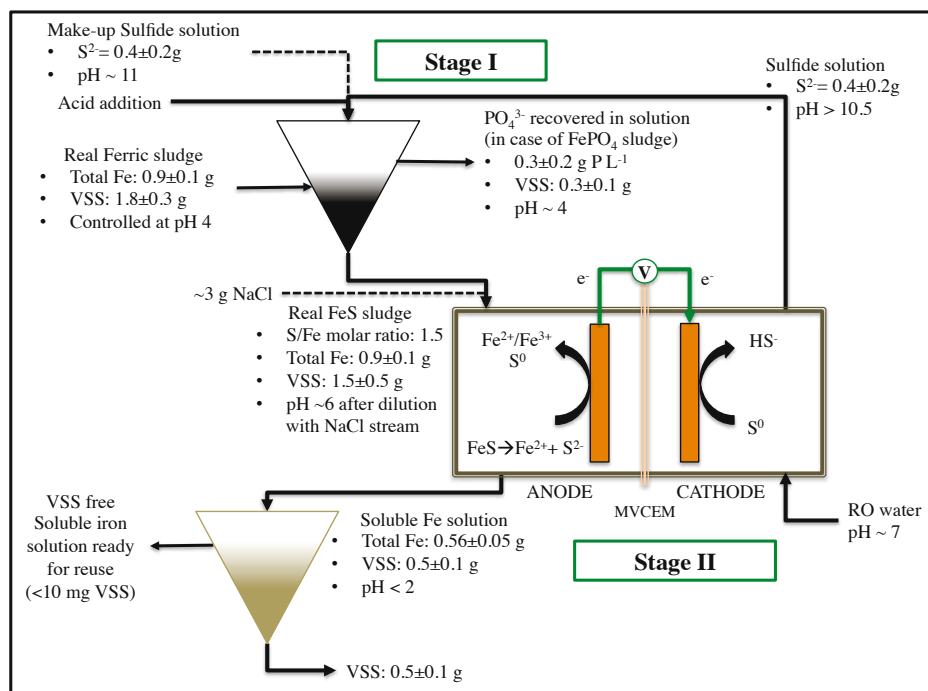 Make-up Sulfide solution
• S²⁻= 0.4±0.2g
• pH ~ 11
Acid addition
Stage I
Sulfide solution
• S²⁻= 0.4±0.2g
• pH > 10.5
PO₄³⁻ recovered in solution
(in case of FePO₄ sludge)
• 0.3±0.2 g P L⁻¹
• VSS: 0.3±0.1 g
• pH ~ 4
Real Ferric sludge
• Total Fe: 0.9±0.1 g
• VSS: 1.8±0.3 g
• Controlled at pH 4
~3 g NaCl
Real FeS sludge
• S/Fe molar ratio: 1.5
• Total Fe: 0.9±0.1 g
• VSS: 1.5±0.5 g
• pH ~6 after dilution
with NaCl stream
e⁻
V
e⁻
Fe²⁺/Fe³⁺
S⁰
FeS→Fe²⁺+ S²⁻
HS⁻
S⁰
ANODE
CATHODE
MVCEM
RO water
pH ~ 7
Stage II
VSS free
Soluble iron
solution ready
for reuse
(<10 mg VSS)
Soluble Fe solution
• Total Fe: 0.56±0.05 g
• VSS: 0.5±0.1 g
• pH < 2
VSS: 0.5±0.1 g